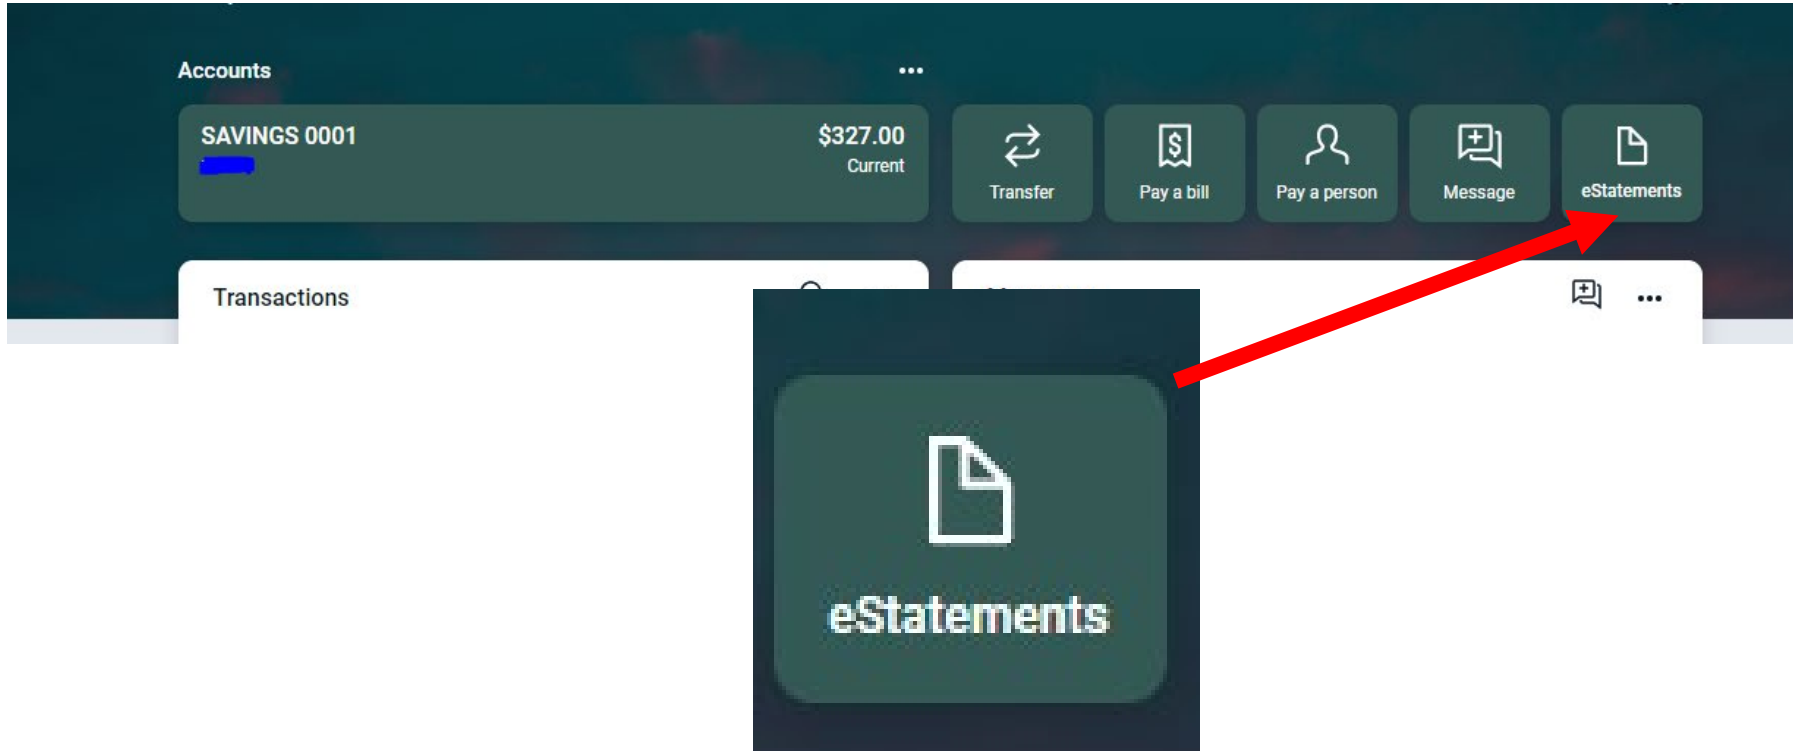 Accounts
SAVINGS 0001
$327.00
Current
Transfer
Pay a bill
Pay a person
Message
eStatements
Transactions
eStatements